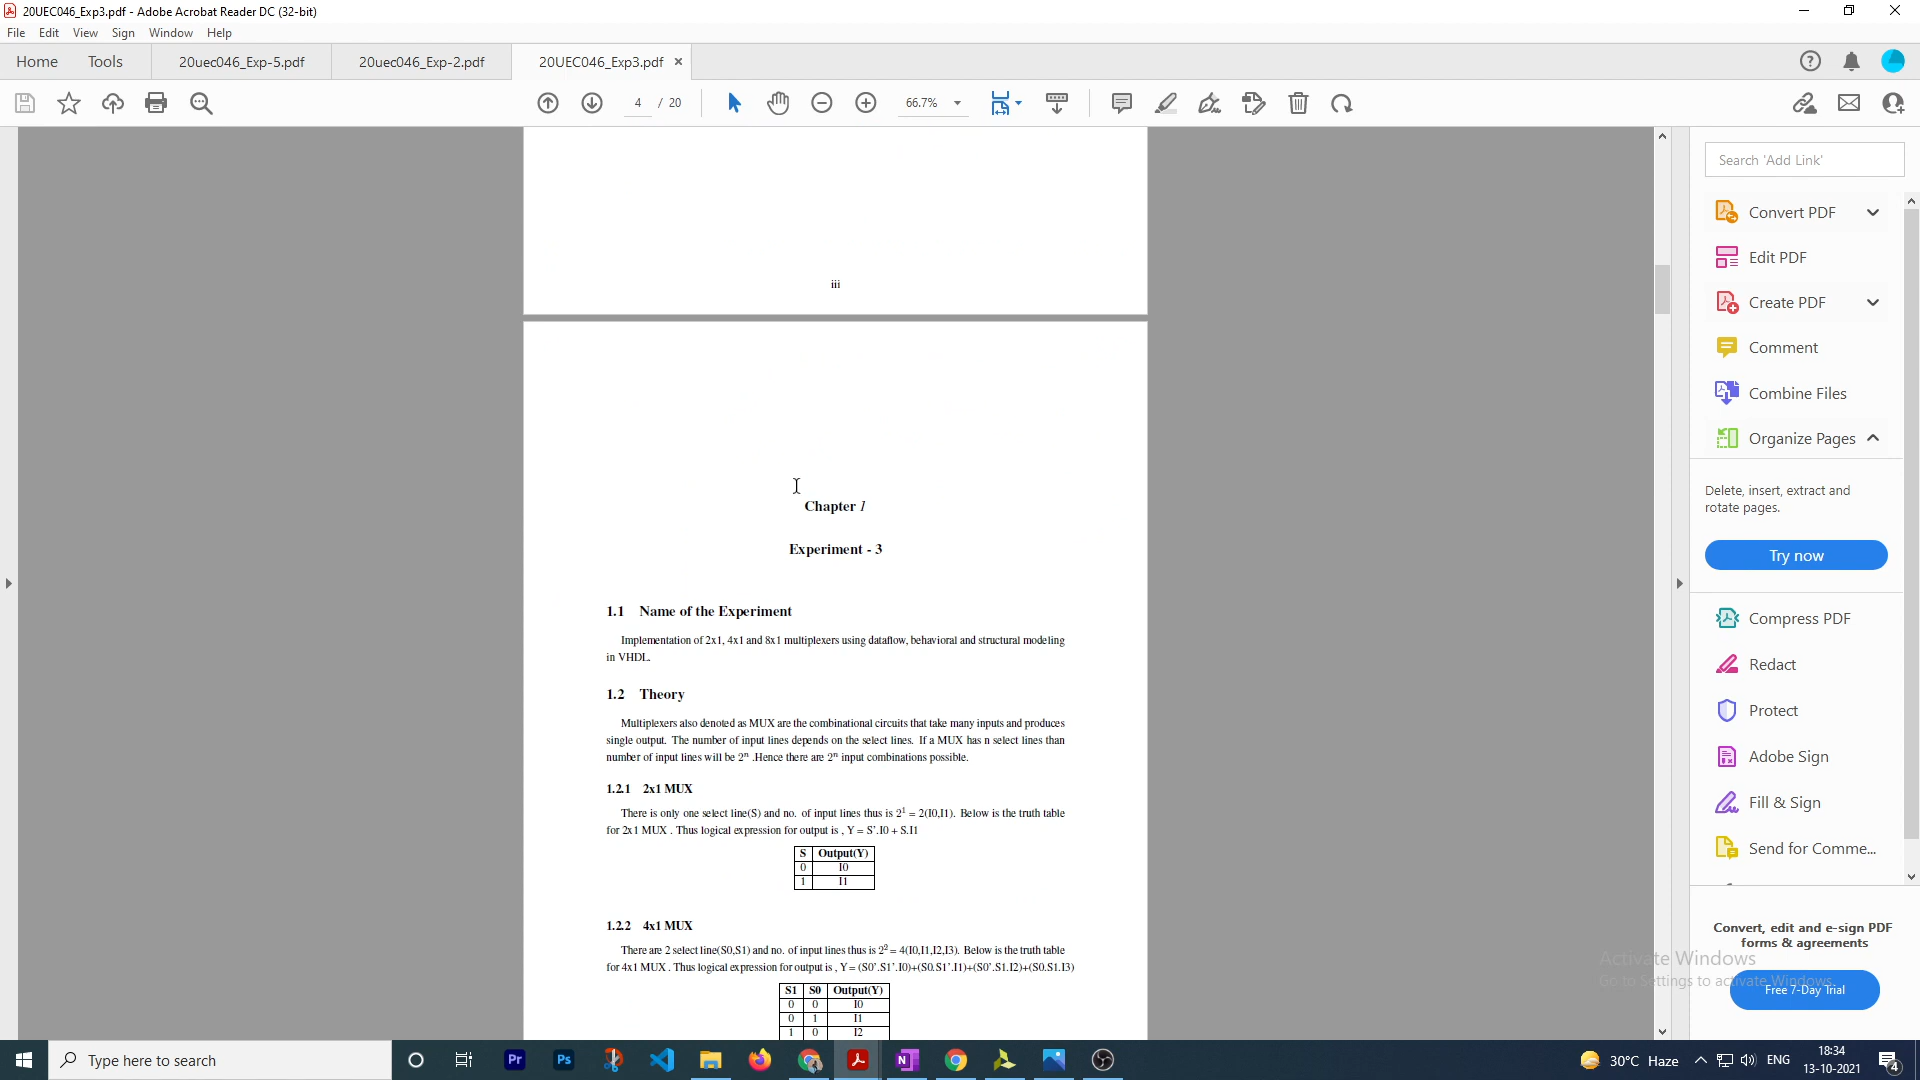 20UEC046_Exp3.pdf - Adobe Acrobat Reader DC (32-bit)
File Edit View Sign Window Help
Home Tools 20uec046_Exp-5.pdf 20uec046_Exp-2.pdf 20UEC046_Exp3.pdf
4 / 20 66.7%
iii
Chapter 1
Experiment - 3
1.1 Name of the Experiment
Implementation of 2x1, 4x1 and 8x1 multiplexers using dataflow, behavioral and structural modeling
in VHDL.
1.2 Theory
Multiplexers also denoted as MUX are the combinational circuits that take many inputs and produces
single output. The number of input lines depends on the select lines. If a MUX has n select lines than
number of input lines will be 2ⁿ .Hence there are 2ⁿ input combinations possible.
1.2.1 2x1 MUX
There is only one select line(S) and no. of input lines thus is 2¹ = 2(I0,I1). Below is the truth table
for 2x1 MUX . Thus logical expression for output is , Y = S'.I0 + S.I1
S Output(Y)
0 I0
1 I1
1.2.2 4x1 MUX
There are 2 select line(S0,S1) and no. of input lines thus is 2² = 4(I0,I1,I2,I3). Below is the truth table
for 4x1 MUX . Thus logical expression for output is , Y = (S0'.S1'.I0)+(S0.S1'.I1)+(S0'.S1.I2)+(S0.S1.I3)
S1 S0 Output(Y)
0 0 I0
0 1 I1
1 0 I2
Search 'Add Link'
Convert PDF
Edit PDF
Create PDF
Comment
Combine Files
Organize Pages
Delete, insert, extract and
rotate pages.
Try now
Compress PDF
Redact
Protect
Adobe Sign
Fill & Sign
Send for Comme...
Convert, edit and e-sign PDF
forms & agreements
Free 7-Day Trial
Activate Windows
Go to Settings to activate Windows.
Type here to search
Pr
Ps
30°C Haze
ENG
18:34
13-10-2021
4